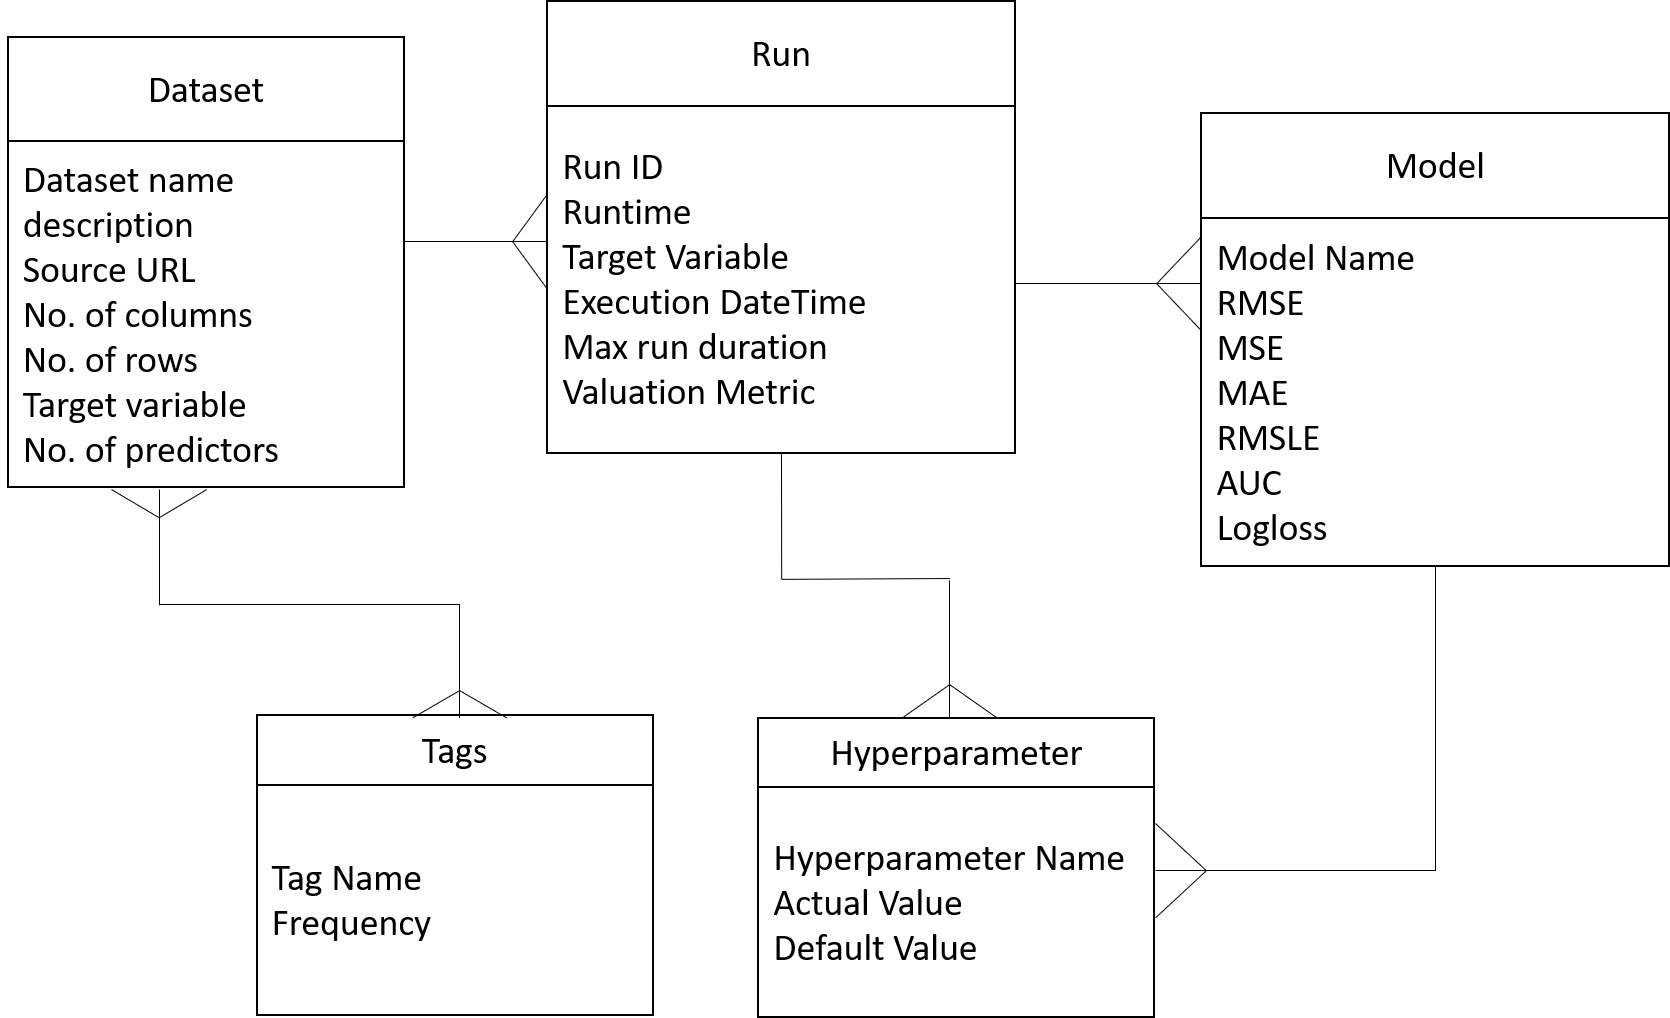 Dataset
Dataset name
description
Source URL
No. of columns
No. of rows
Target variable
No. of predictors
Run
Run ID
Runtime
Target Variable
Execution DateTime
Max run duration
Valuation Metric
Model
Model Name
RMSE
MSE
MAE
RMSLE
AUC
Logloss
Tags
Tag Name
Frequency
Hyperparameter
Hyperparameter Name
Actual Value
Default Value